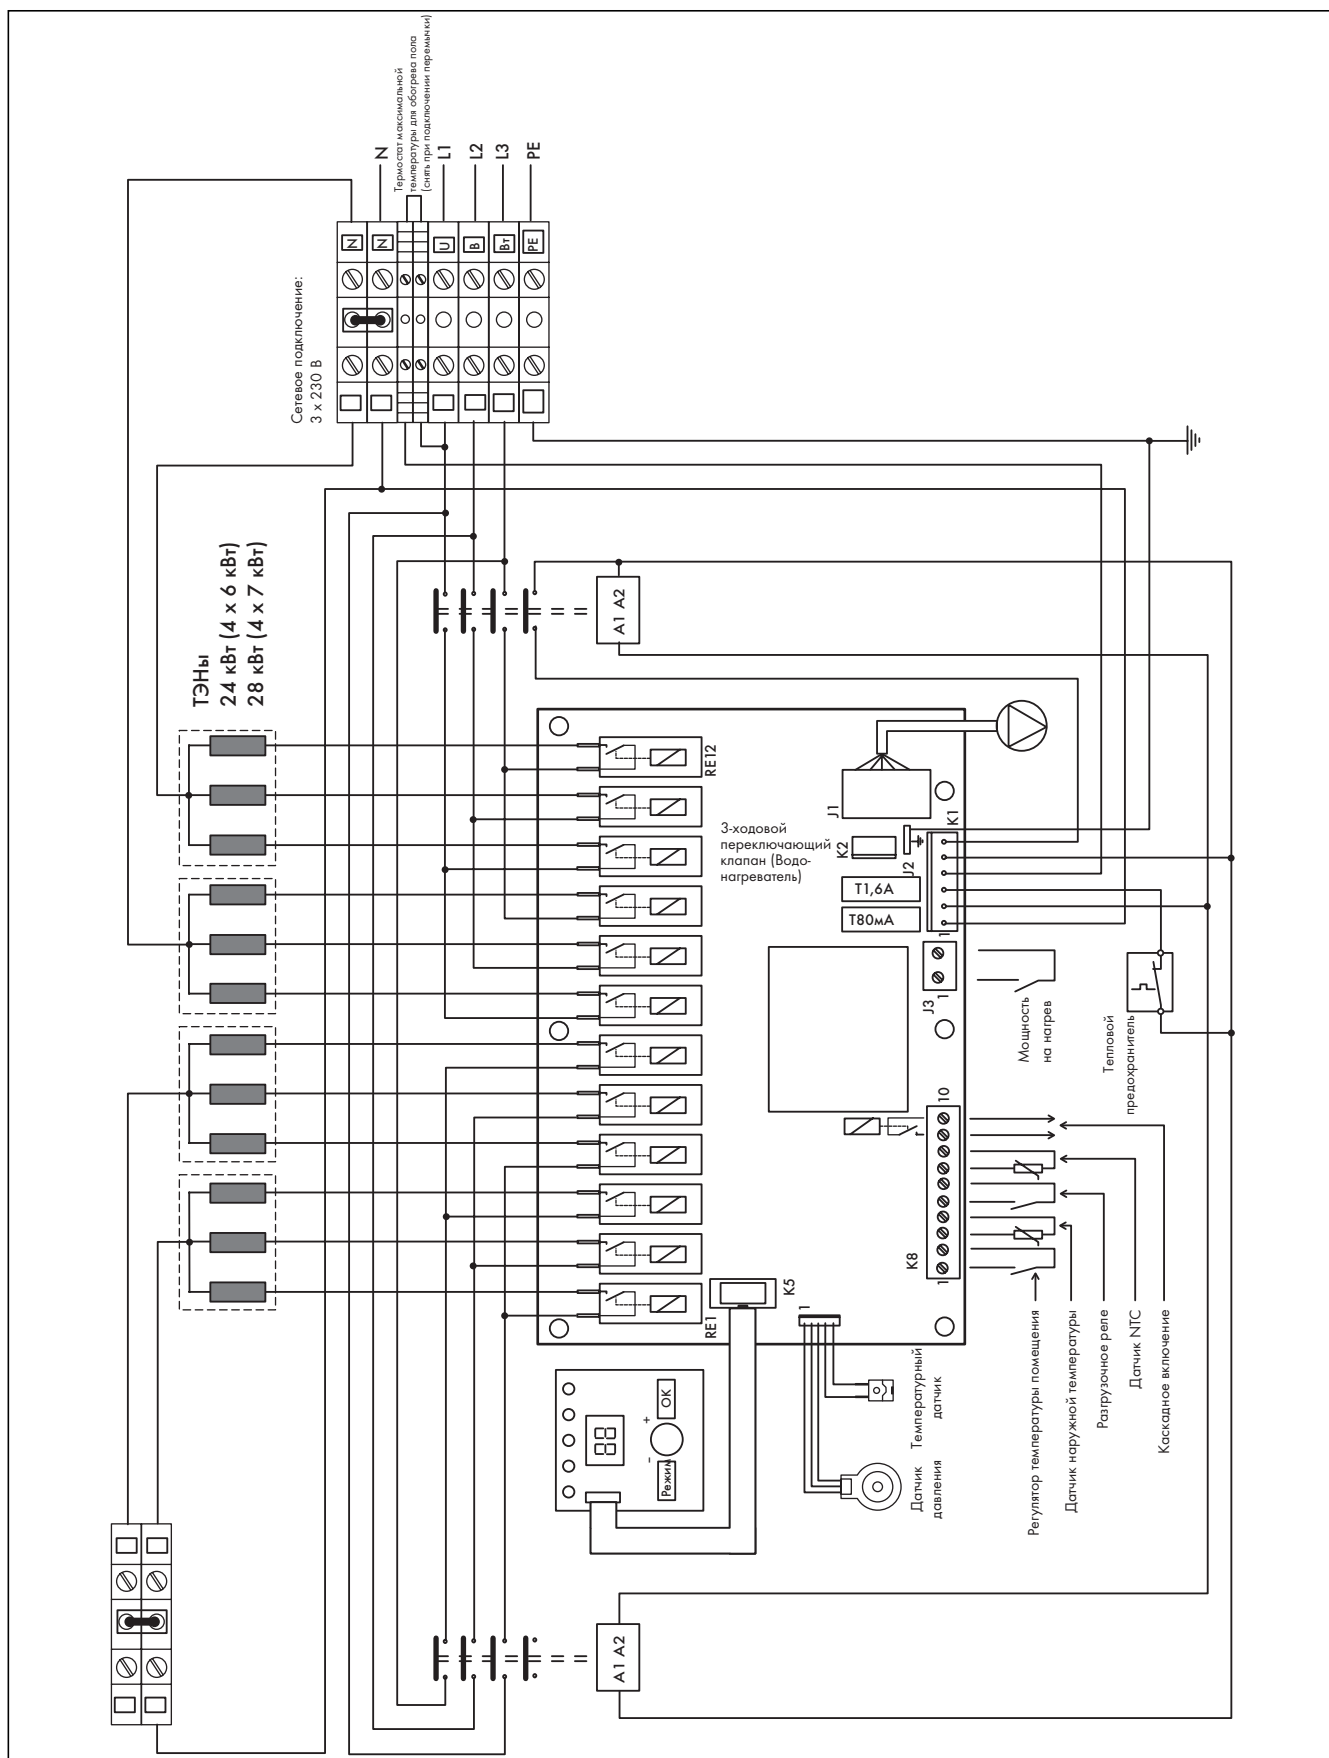 Сетевое подключение:
3 x 230 В
N
Термостат максимальной
температуры для обогрева пола
(снять при подключении перемычки)
L1
L2
L3
PE
N
N
U
В
Вт
PE
ТЭНы
24 кВт (4 x 6 кВт)
28 кВт (4 x 7 кВт)
A1 A2
RE12
J1
K1
K2
J2
3-ходовой
переключающий
клапан (Водо-
нагреватель)
T1,6A
T80мА
1
J3
1
Мощность
на нагрев
Тепловой
предохранитель
10
K8
1
RE1
K5
1
Температурный
датчик
Датчик
давления
OK
+
−
Режим
Регулятор температуры помещения
Датчик наружной температуры
Разгрузочное реле
Датчик NTC
Каскадное включение
A1 A2